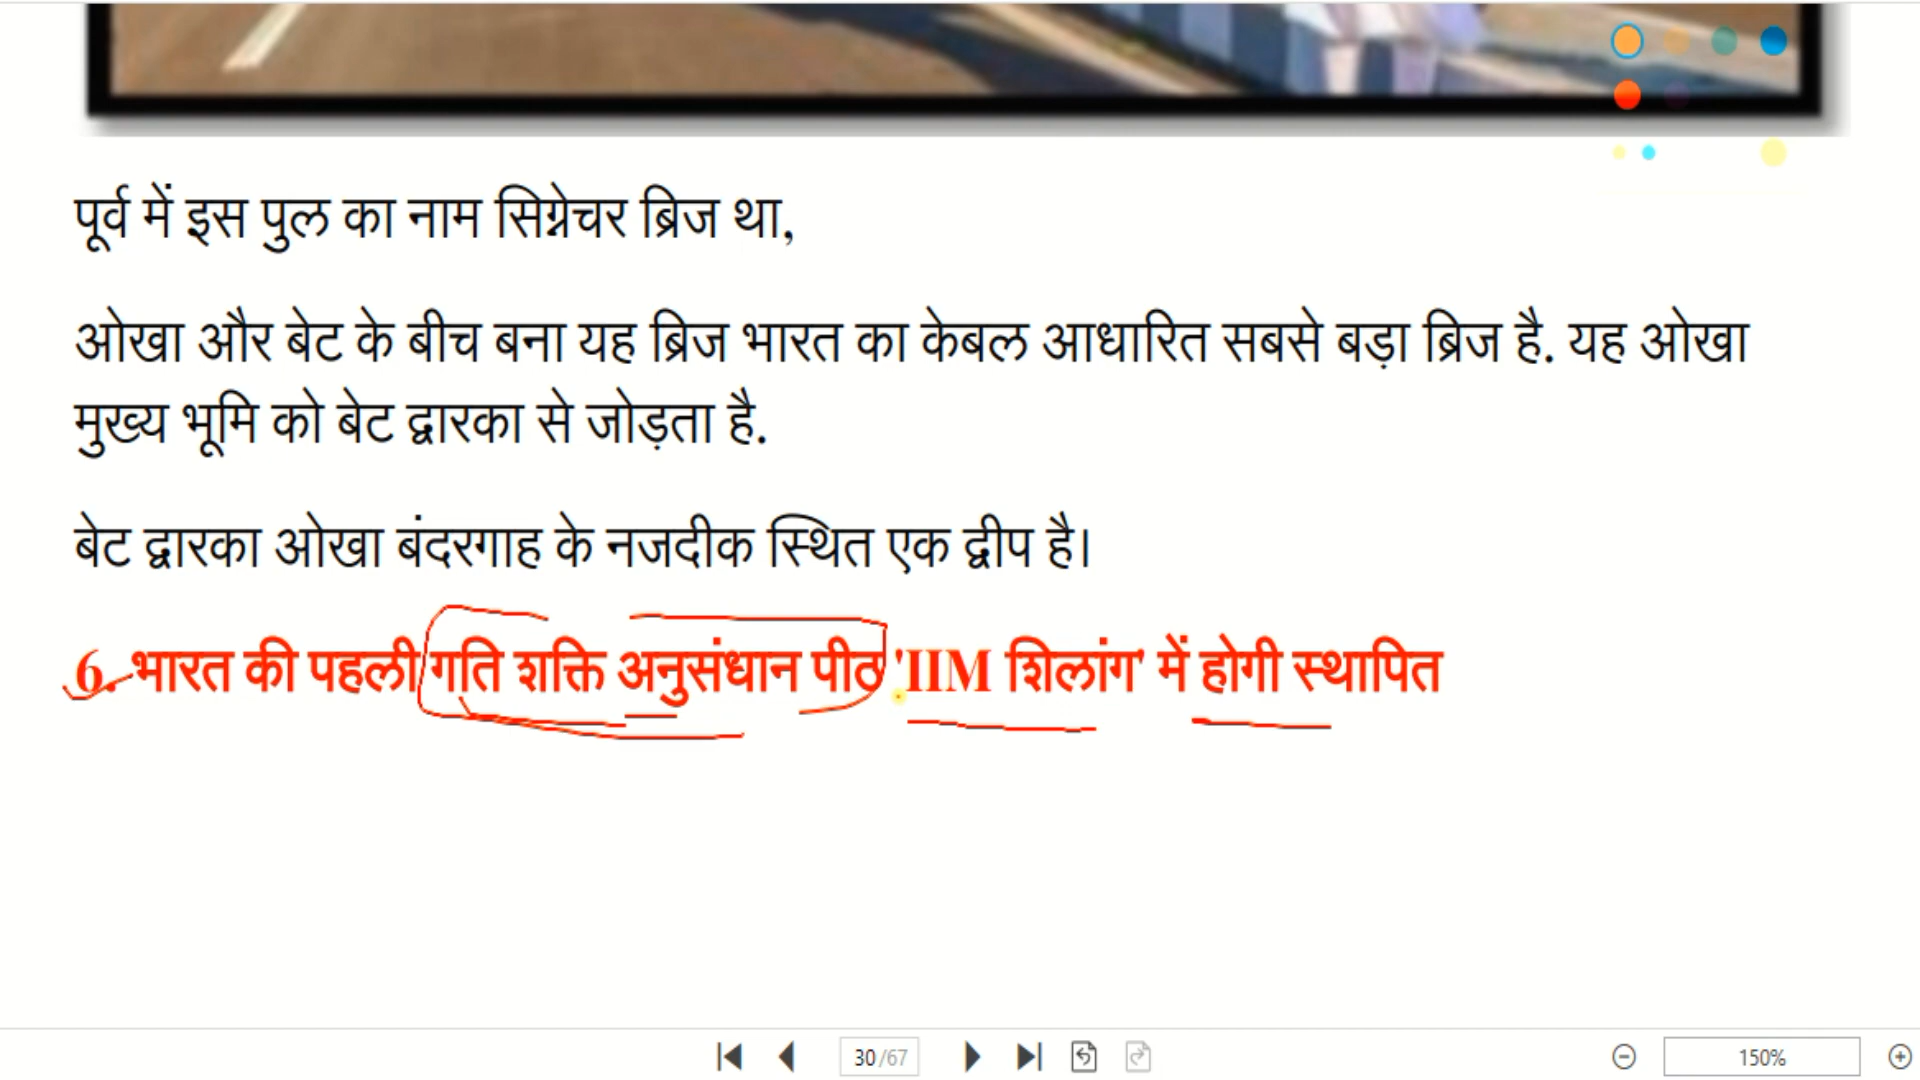 पूर्व में इस पुल का नाम सिग्नेचर ब्रिज था,
ओखा और बेट के बीच बना यह ब्रिज भारत का केबल आधारित सबसे बड़ा ब्रिज है. यह ओखा
मुख्य भूमि को बेट द्वारका से जोड़ता है.
बेट द्वारका ओखा बंदरगाह के नजदीक स्थित एक द्वीप है।
6. भारत की पहली गति शक्ति अनुसंधान पीठ 'IIM शिलांग' में होगी स्थापित
30/67
150%